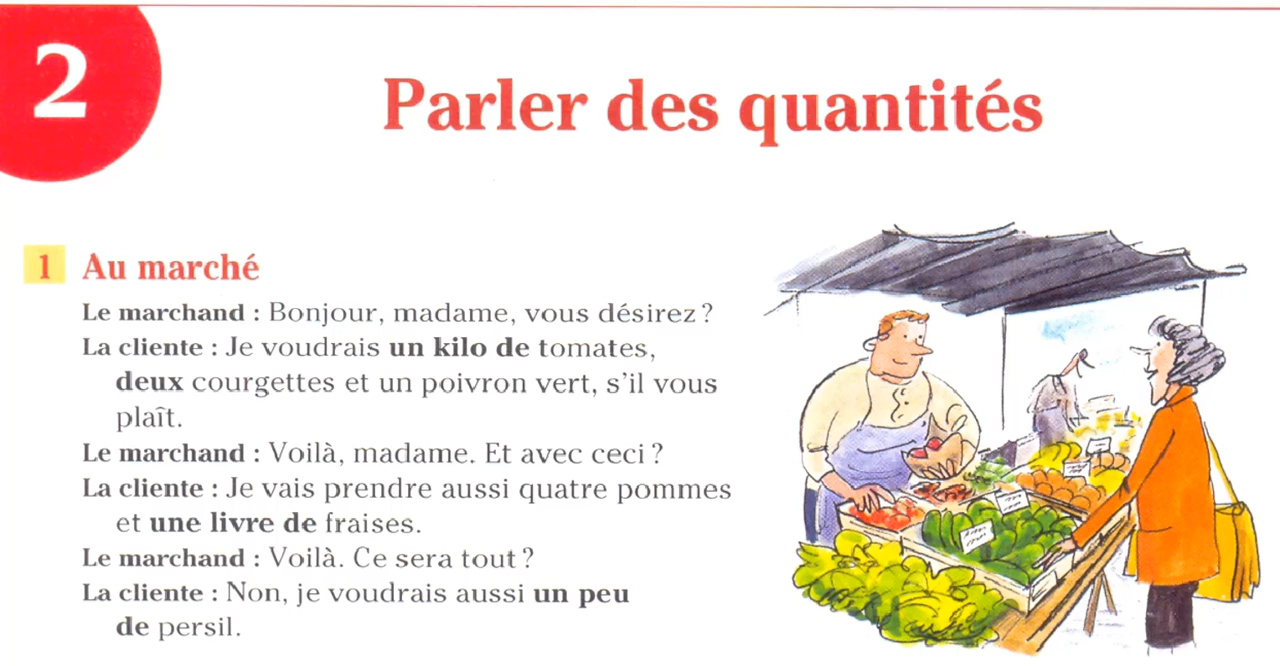 2
Parler des quantités
1 Au marché
Le marchand : Bonjour, madame, vous désirez ?
La cliente : Je voudrais un kilo de tomates,
deux courgettes et un poivron vert, s'il vous
plaît.
Le marchand : Voilà, madame. Et avec ceci ?
La cliente : Je vais prendre aussi quatre pommes
et une livre de fraises.
Le marchand : Voilà. Ce sera tout ?
La cliente : Non, je voudrais aussi un peu
de persil.